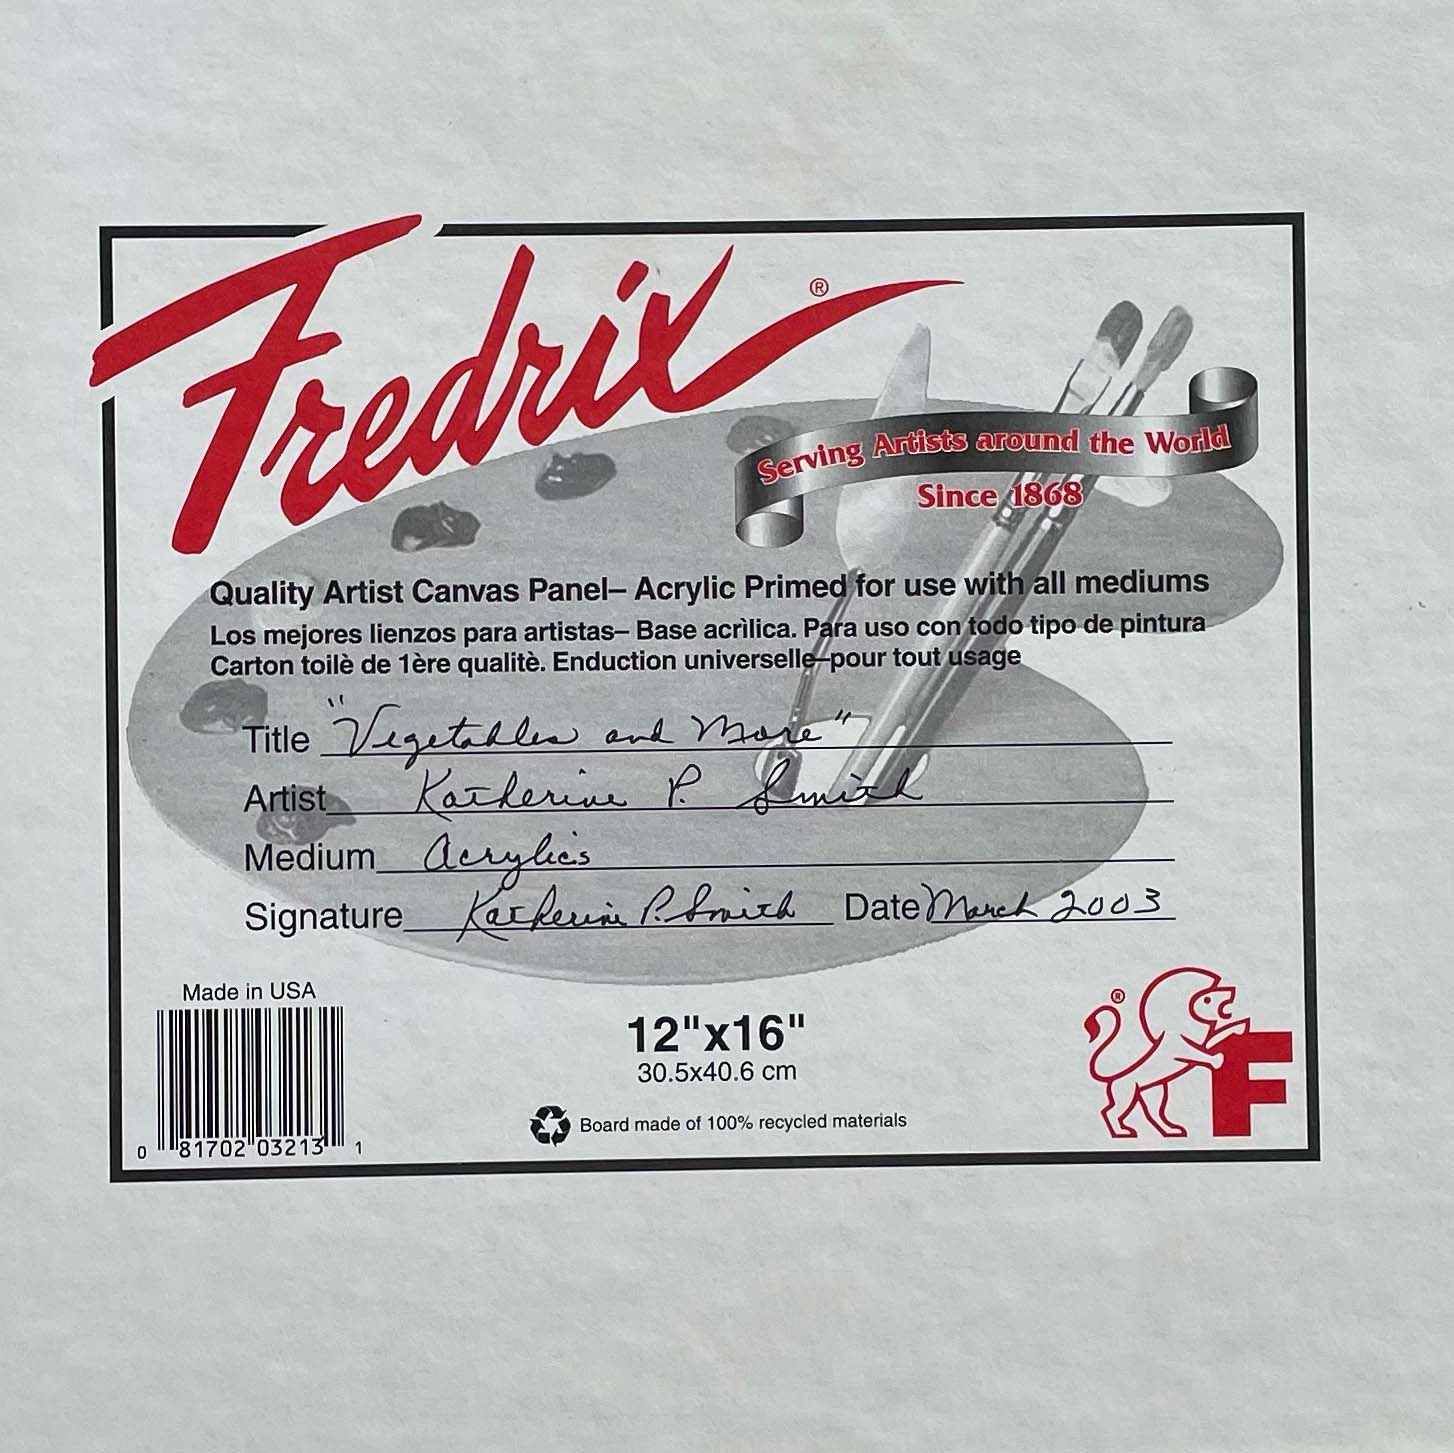 Fredrix ®
Serving Artists around the World
Since 1868
Quality Artist Canvas Panel– Acrylic Primed for use with all mediums
Los mejores lienzos para artistas– Base acrìlica. Para uso con todo tipo de pintura
Carton toilè de 1ère qualitè. Enduction universelle–pour tout usage
Title "Vegetables and More"
Artist Katherine P. Smith
Medium Acrylics
Signature Katherine P. Smith Date March 2003
Made in USA
0 81702 03213 1
12"x16"
30.5x40.6 cm
Board made of 100% recycled materials
®
F